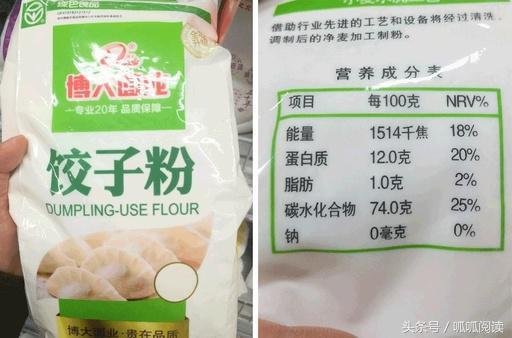 绿色食品
博大面业
专业20年 品质保障
饺子粉
DUMPLING-USE FLOUR
博大面业·贵在品质
借助行业先进的工艺和设备将经过清洗、
调制后的净麦加工制粉。
营养成分表
项目 每100克 NRV%
能量 1514千焦 18%
蛋白质 12.0克 20%
脂肪 1.0克 2%
碳水化合物 74.0克 25%
钠 0毫克 0%
头条号 / 呱呱阅读